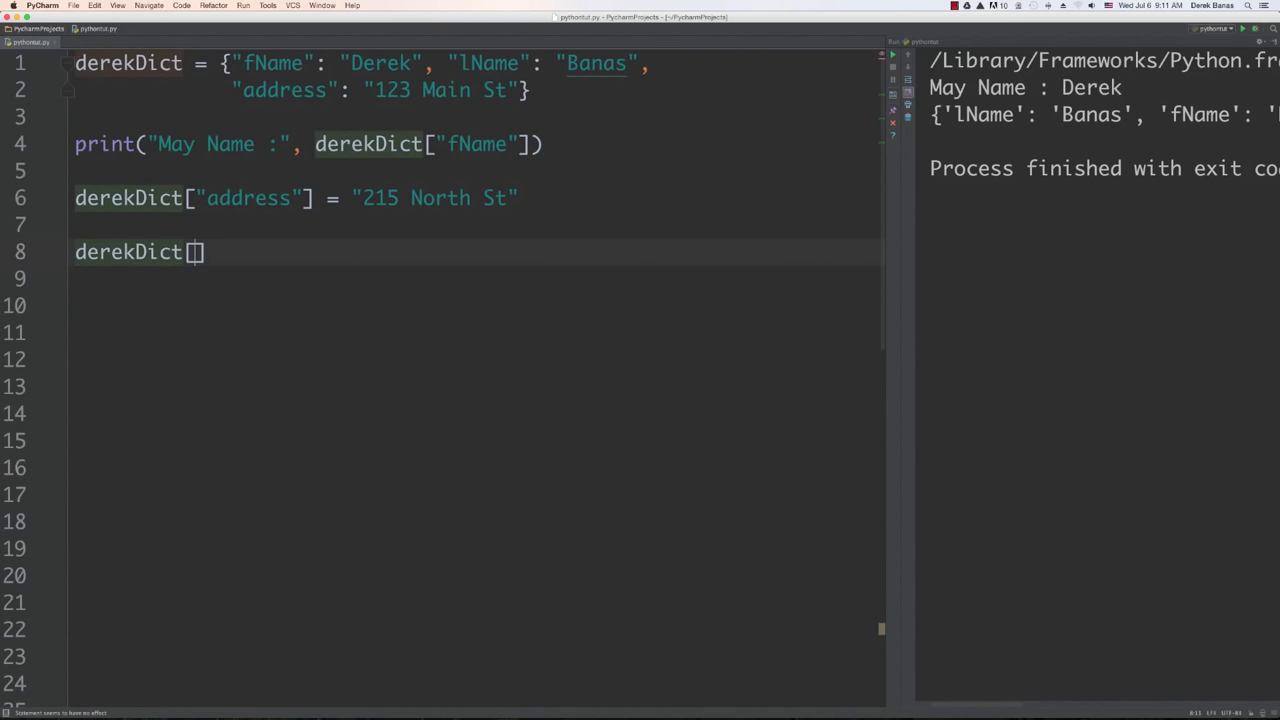 PyCharm File Edit View Navigate Code Refactor Run Tools VCS Window Help 10 Wed Jul 6 9:11 AM Derek Banas
pythontut.py - PycharmProjects - [~/PycharmProjects]
PycharmProjects pythontut.py pythontut
pythontut.py Run pythontut
1 derekDict = {"fName": "Derek", "lName": "Banas",
2 "address": "123 Main St"}
3
4 print("May Name :", derekDict["fName"])
5
6 derekDict["address"] = "215 North St"
7
8 derekDict[]
9
10
11
12
13
14
15
16
17
18
19
20
21
22
23
24
/Library/Frameworks/Python.fr
May Name : Derek
{'lName': 'Banas', 'fName': '
Process finished with exit co
Statement seems to have no effect 8:11 LF UTF-8